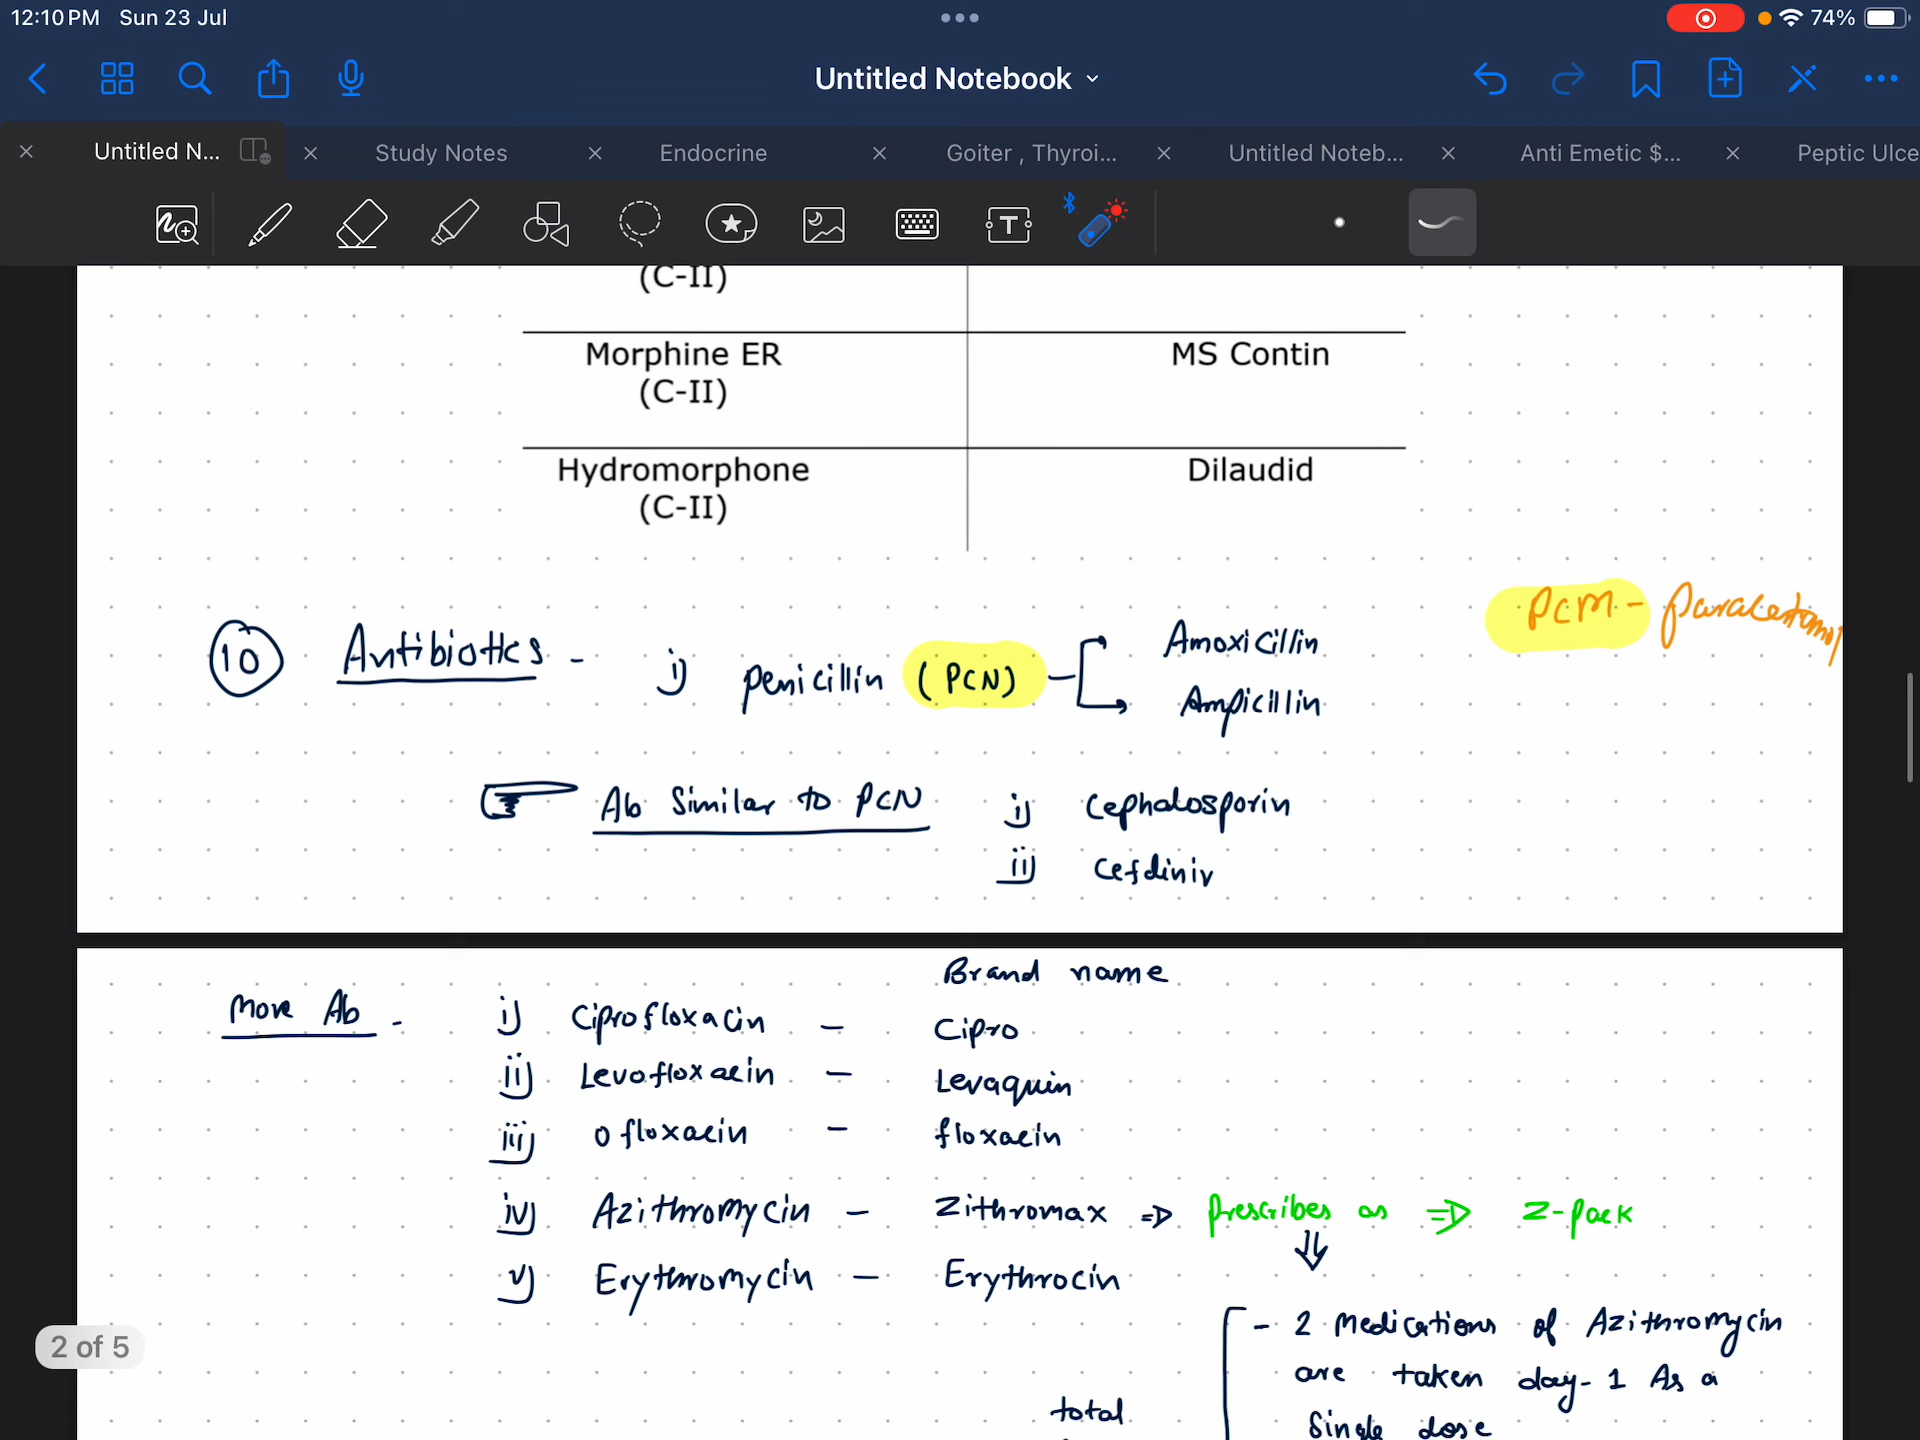 12:10 PM Sun 23 Jul
74%
Untitled Notebook
Untitled N...
Study Notes
Endocrine
Goiter , Thyroi...
Untitled Noteb...
Anti Emetic $...
Peptic Ulce
(C-II)
Morphine ER MS Contin
(C-II)
Hydromorphone Dilaudid
(C-II)
PCM - Paracetamol
10 Antibiotics - i) Penicillin (PCN) Amoxicillin
Ampicillin
Ab Similar to PCN i) Cephalosporin
ii) Cefdinir
Brand name
More Ab - i) Ciprofloxacin - Cipro
ii) Levofloxacin - Levaquin
iii) Ofloxacin - floxacin
iv) Azithromycin - Zithromax => Prescribes as => Z-pack
v) Erythromycin - Erythrocin
- 2 Medications of Azithromycin
are taken day-1 As a
total
Single dose
2 of 5